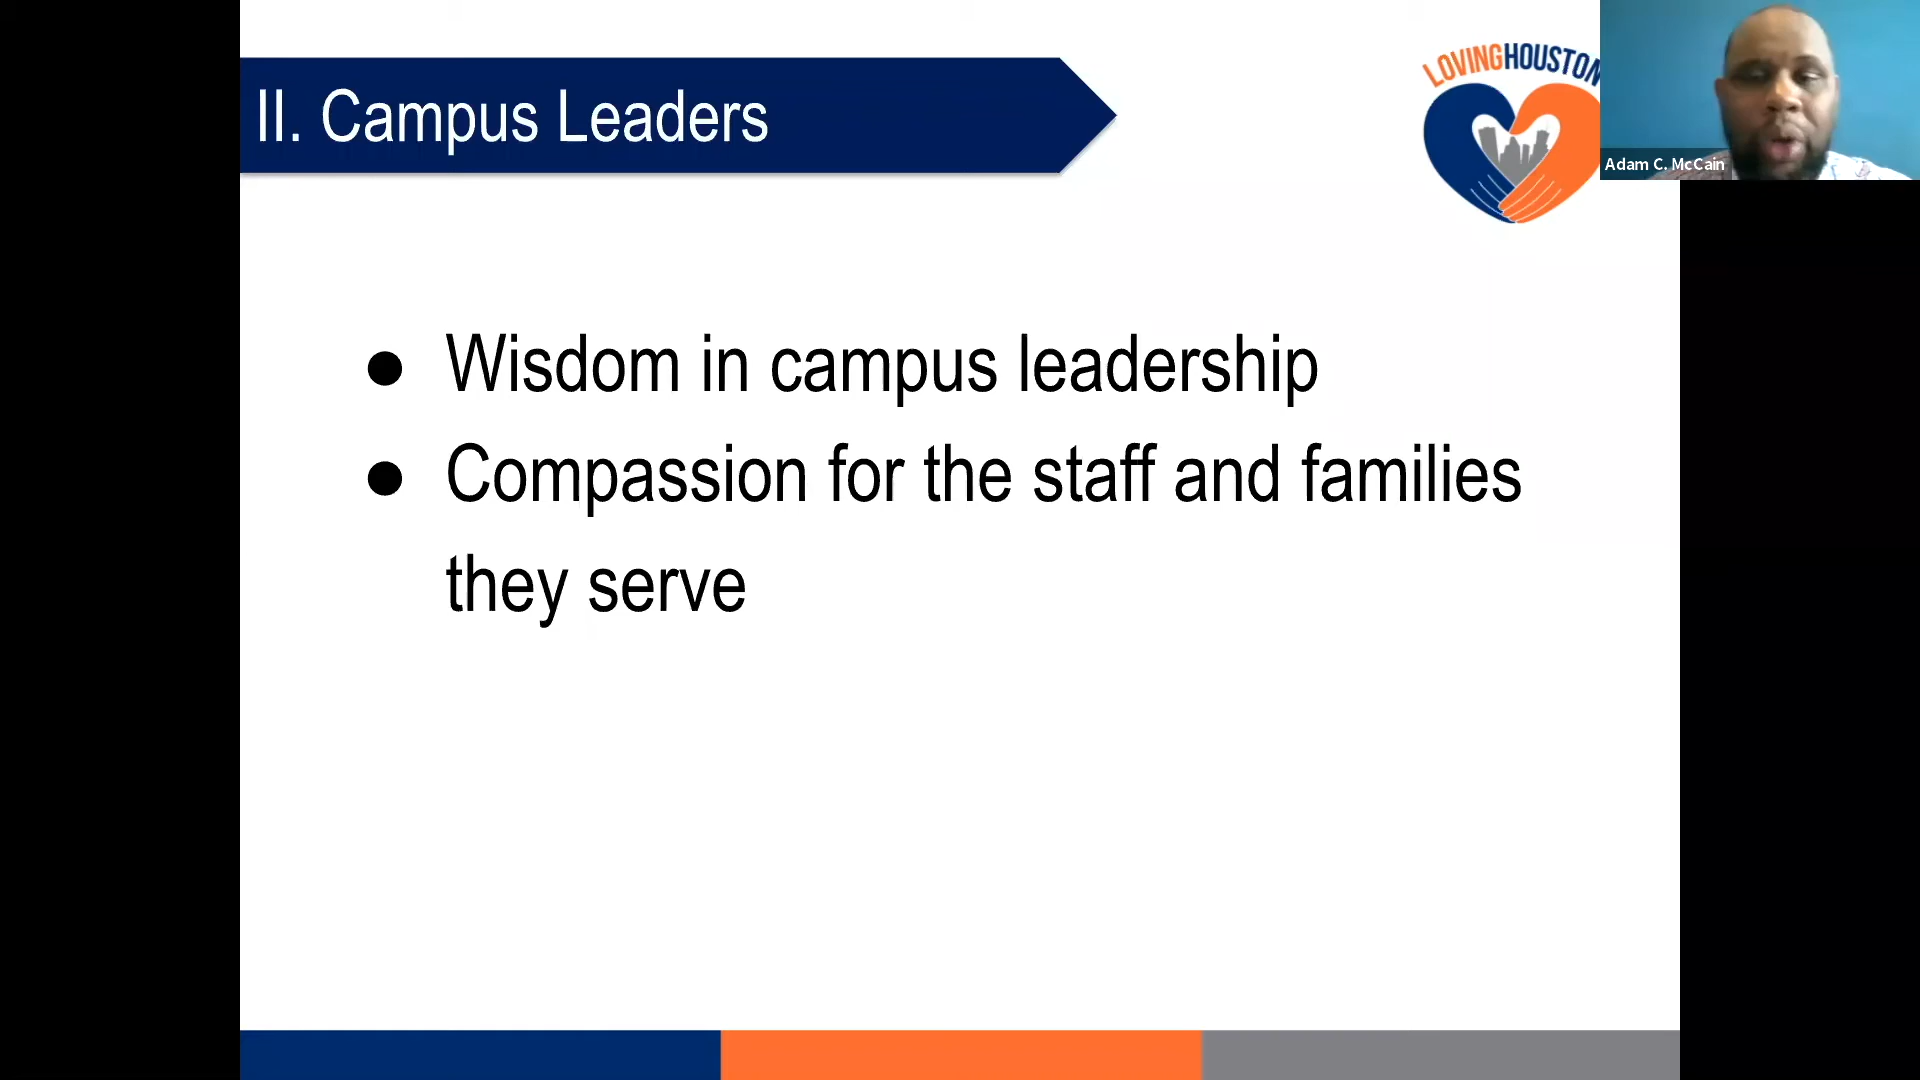 II. Campus Leaders
LOVINGHOUSTON
Adam C. McCain
● Wisdom in campus leadership
● Compassion for the staff and families
they serve